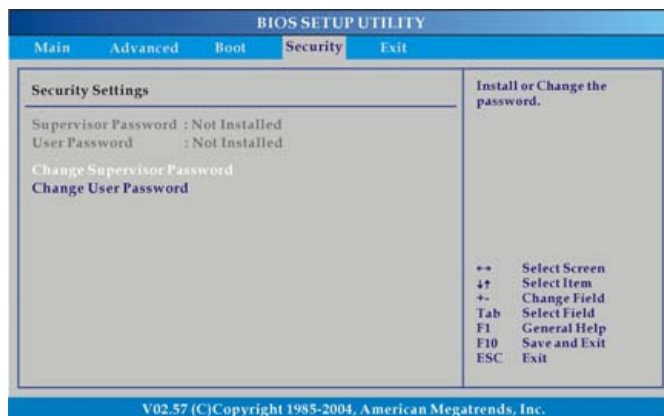 BIOS SETUP UTILITY
Main Advanced Boot Security Exit
Security Settings
Supervisor Password : Not Installed
User Password : Not Installed
Change Supervisor Password
Change User Password
Install or Change the
password.
←→ Select Screen
↓↑ Select Item
+- Change Field
Tab Select Field
F1 General Help
F10 Save and Exit
ESC Exit
V02.57 (C)Copyright 1985-2004, American Megatrends, Inc.